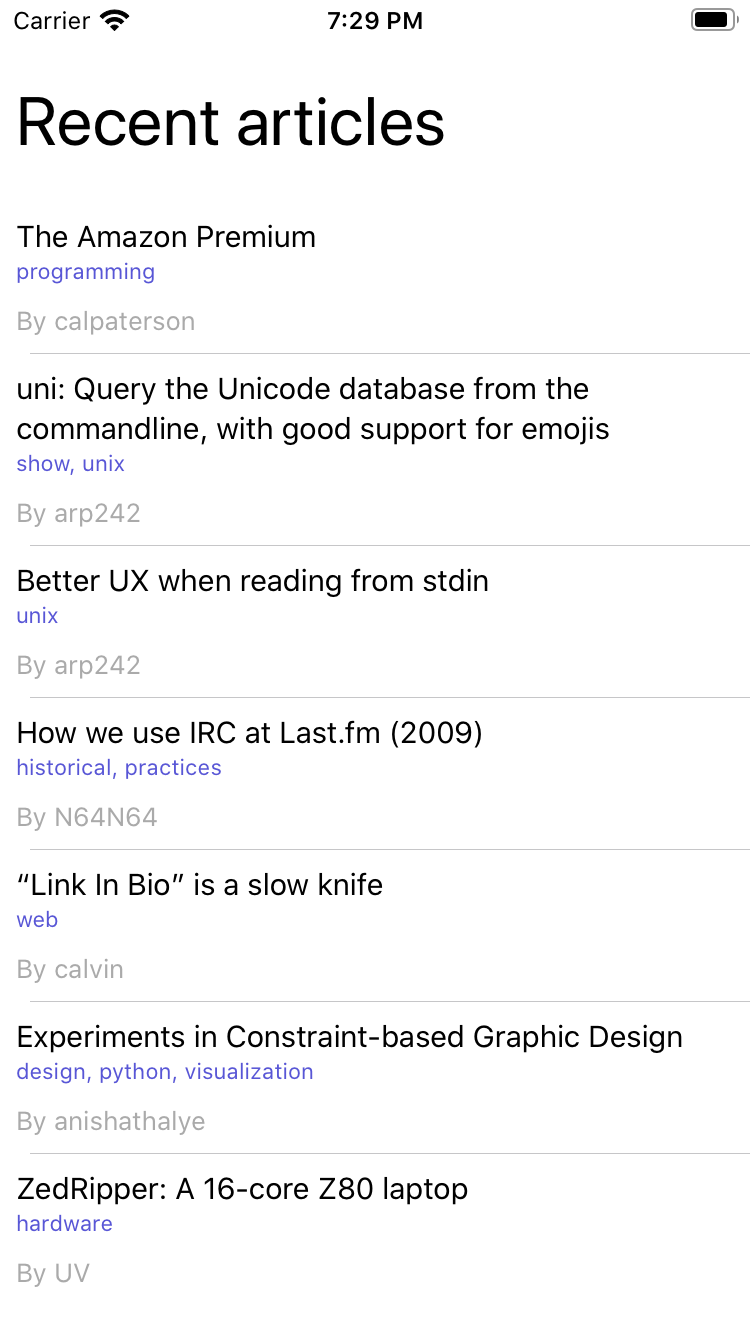 Carrier 7:29 PM
Recent articles
The Amazon Premium
programming
By calpaterson
uni: Query the Unicode database from the
commandline, with good support for emojis
show, unix
By arp242
Better UX when reading from stdin
unix
By arp242
How we use IRC at Last.fm (2009)
historical, practices
By N64N64
“Link In Bio” is a slow knife
web
By calvin
Experiments in Constraint-based Graphic Design
design, python, visualization
By anishathalye
ZedRipper: A 16-core Z80 laptop
hardware
By UV